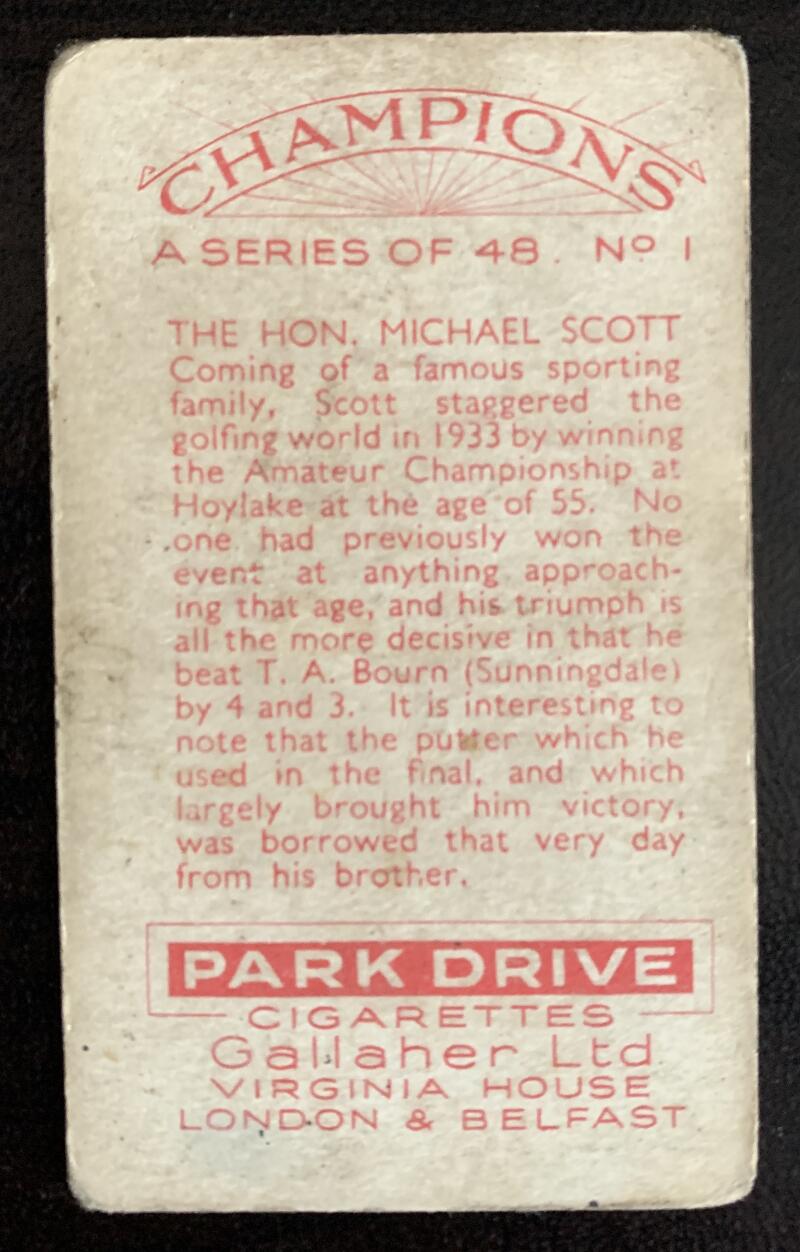 CHAMPIONS
A SERIES OF 48. Nº 1
THE HON. MICHAEL SCOTT
Coming of a famous sporting
family, Scott staggered the
golfing world in 1933 by winning
the Amateur Championship at
Hoylake at the age of 55. No
one had previously won the
event at anything approach-
ing that age, and his triumph is
all the more decisive in that he
beat T. A. Bourn (Sunningdale)
by 4 and 3. It is interesting to
note that the putter which he
used in the final, and which
largely brought him victory,
was borrowed that very day
from his brother.
PARK DRIVE
CIGARETTES
Gallaher Ltd
VIRGINIA HOUSE
LONDON & BELFAST